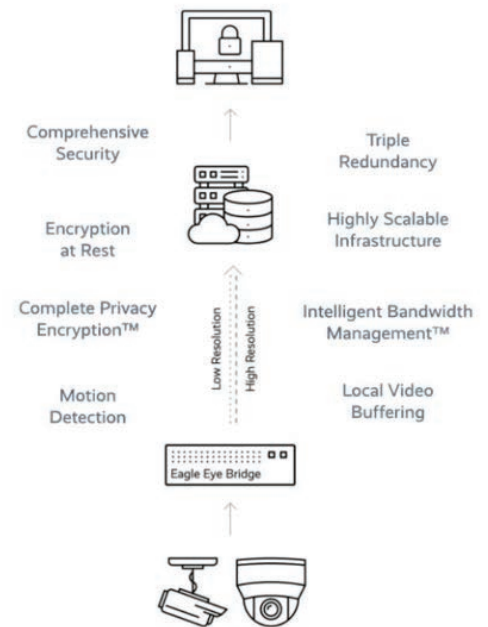 Comprehensive
Security
Triple
Redundancy
Encryption
at Rest
Highly Scalable
Infrastructure
Complete Privacy
Encryption™
Low Resolution
High Resolution
Intelligent Bandwidth
Management™
Motion
Detection
Local Video
Buffering
Eagle Eye Bridge